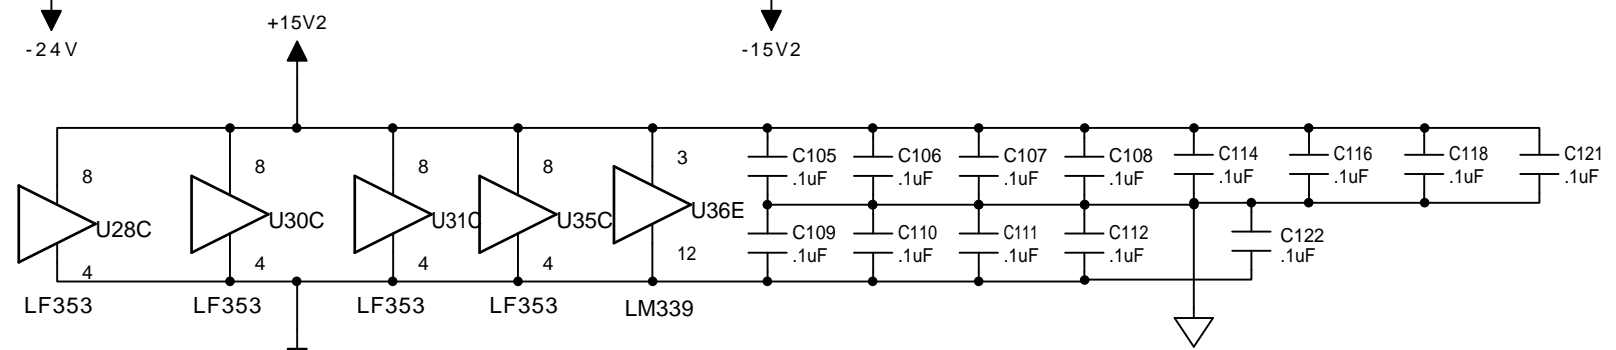 +15V2
-24V
-15V2
8
8
8
8
3
C105
.1uF
C106
.1uF
C107
.1uF
C108
.1uF
C114
.1uF
C116
.1uF
C118
.1uF
C121
.1uF
U28C
U30C
U31C
U35C
U36E
4
4
4
4
12
C109
.1uF
C110
.1uF
C111
.1uF
C112
.1uF
C122
.1uF
LF353
LF353
LF353
LF353
LM339